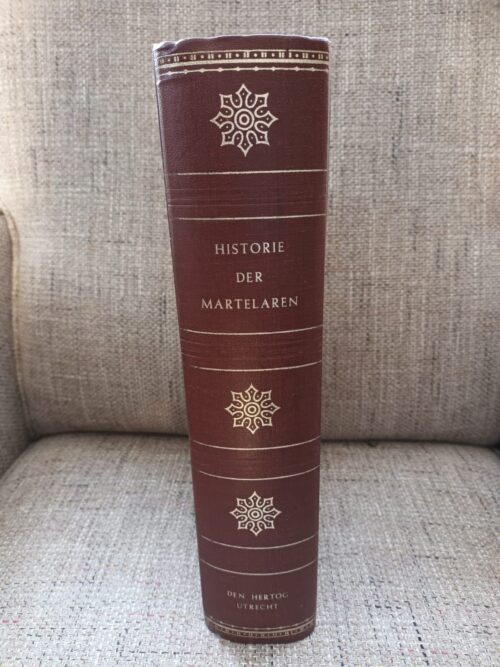 HISTORIE
DER
MARTELAREN
DEN HERTOG
UTRECHT